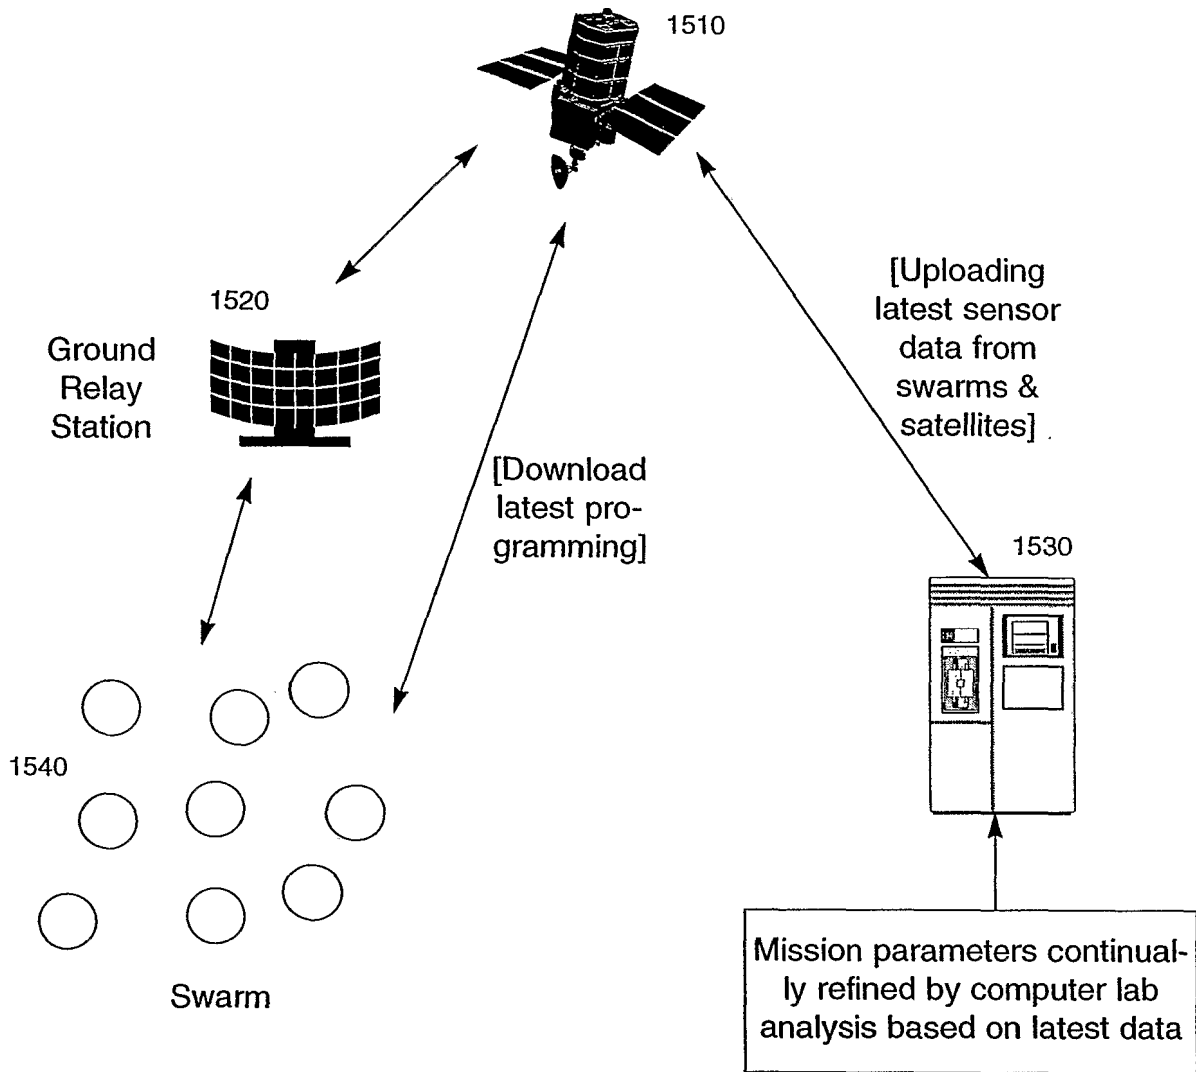 1510
1520
Ground
Relay
Station
[Uploading
latest sensor
data from
swarms &
satellites]
[Download
latest pro-
gramming]
1530
1540
Swarm
Mission parameters continual-
ly refined by computer lab
analysis based on latest data